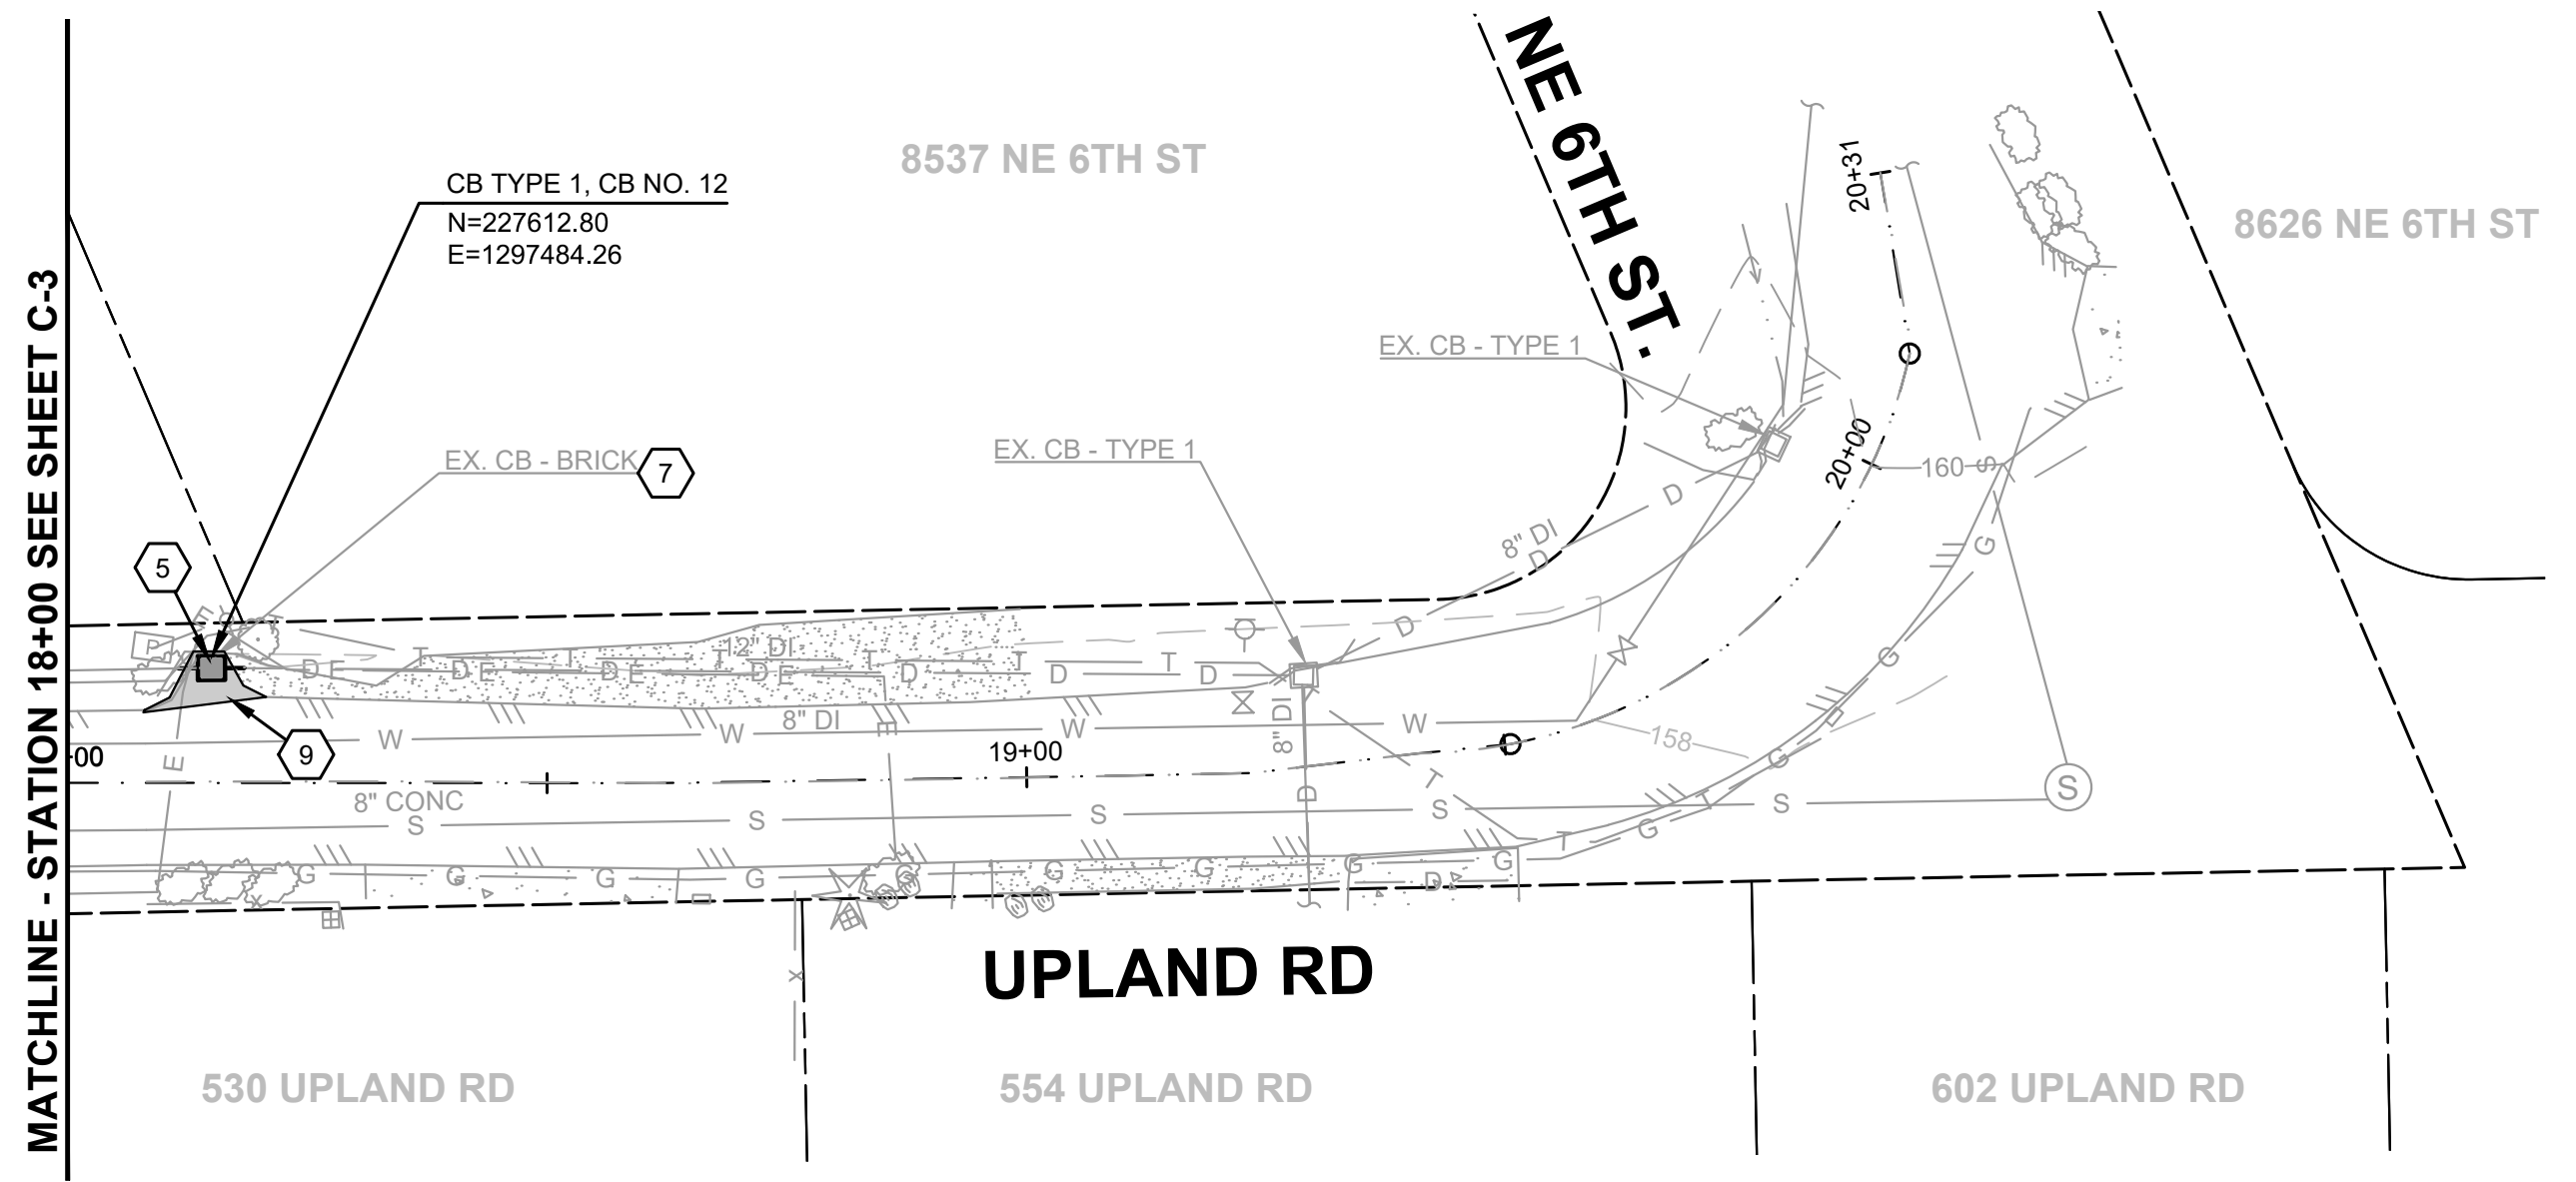 MATCHLINE - STATION 18+00 SEE SHEET C-3
CB TYPE 1, CB NO. 12
N=227612.80
E=1297484.26
8537 NE 6TH ST
NE 6TH ST.
20+31
8626 NE 6TH ST
EX. CB - TYPE 1
EX. CB - BRICK
7
EX. CB - TYPE 1
20+00
160
S
5
8" DI
D
D
D
G
P
E
12" DI
T
T
T
T
T
T
D E
D E
D E
D E
D
D
D
G
9
W
W
8" DI
W
W
E
E
8" DI
158
-00
19+00
G
T
D
8" CONC
S
S
S
S
S
S
T
G
T
G
G
G
G
G
G
G
G
G
D
x
x
UPLAND RD
530 UPLAND RD
554 UPLAND RD
602 UPLAND RD